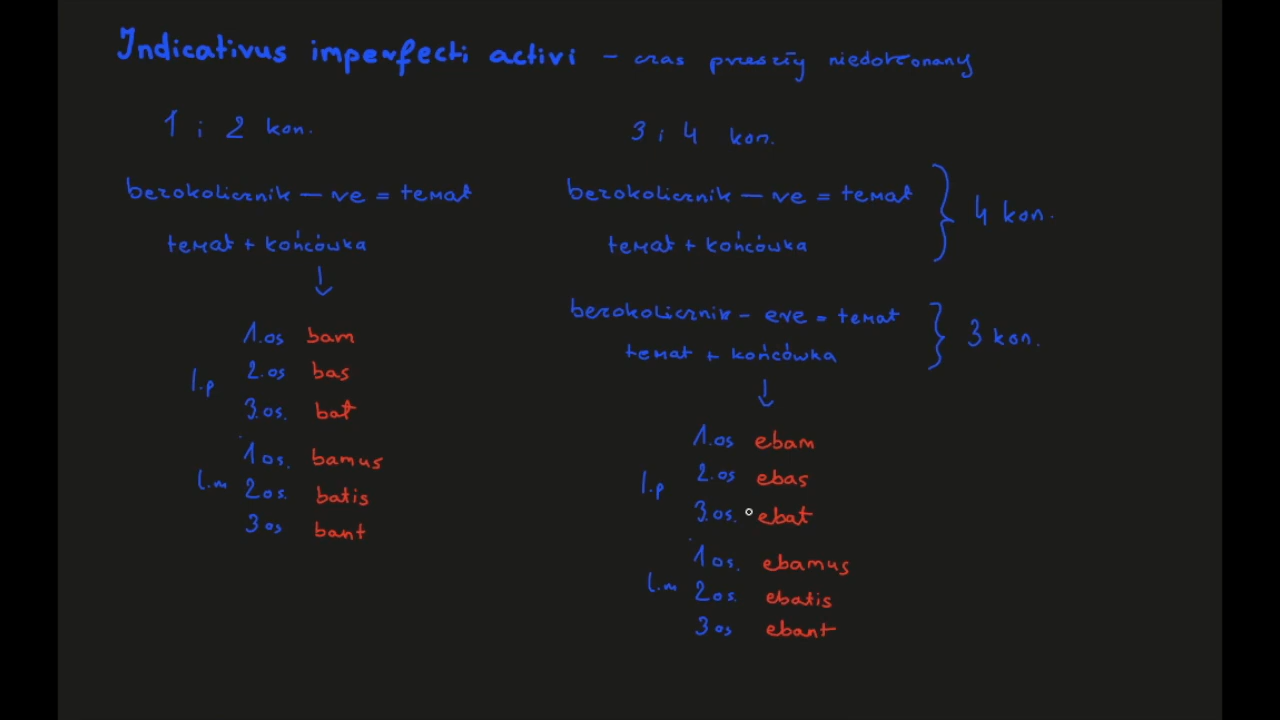 Indicativus imperfecti activi – czas przeszły niedokonany
1 i 2 kon.
bezokolicznik – re = temat
temat + końcówka
l.p
1.os bam
2.os bas
3.os. bat
l.m
1 os. bamus
2 os. batis
3 os bant
3 i 4 kon.
bezokolicznik – re = temat
temat + końcówka
4 kon.
bezokolicznik – ere = temat
temat + końcówka
3 kon.
l.p
1.os ebam
2.os ebas
3.os. ebat
l.m
1 os. ebamus
2 os. ebatis
3 os ebant